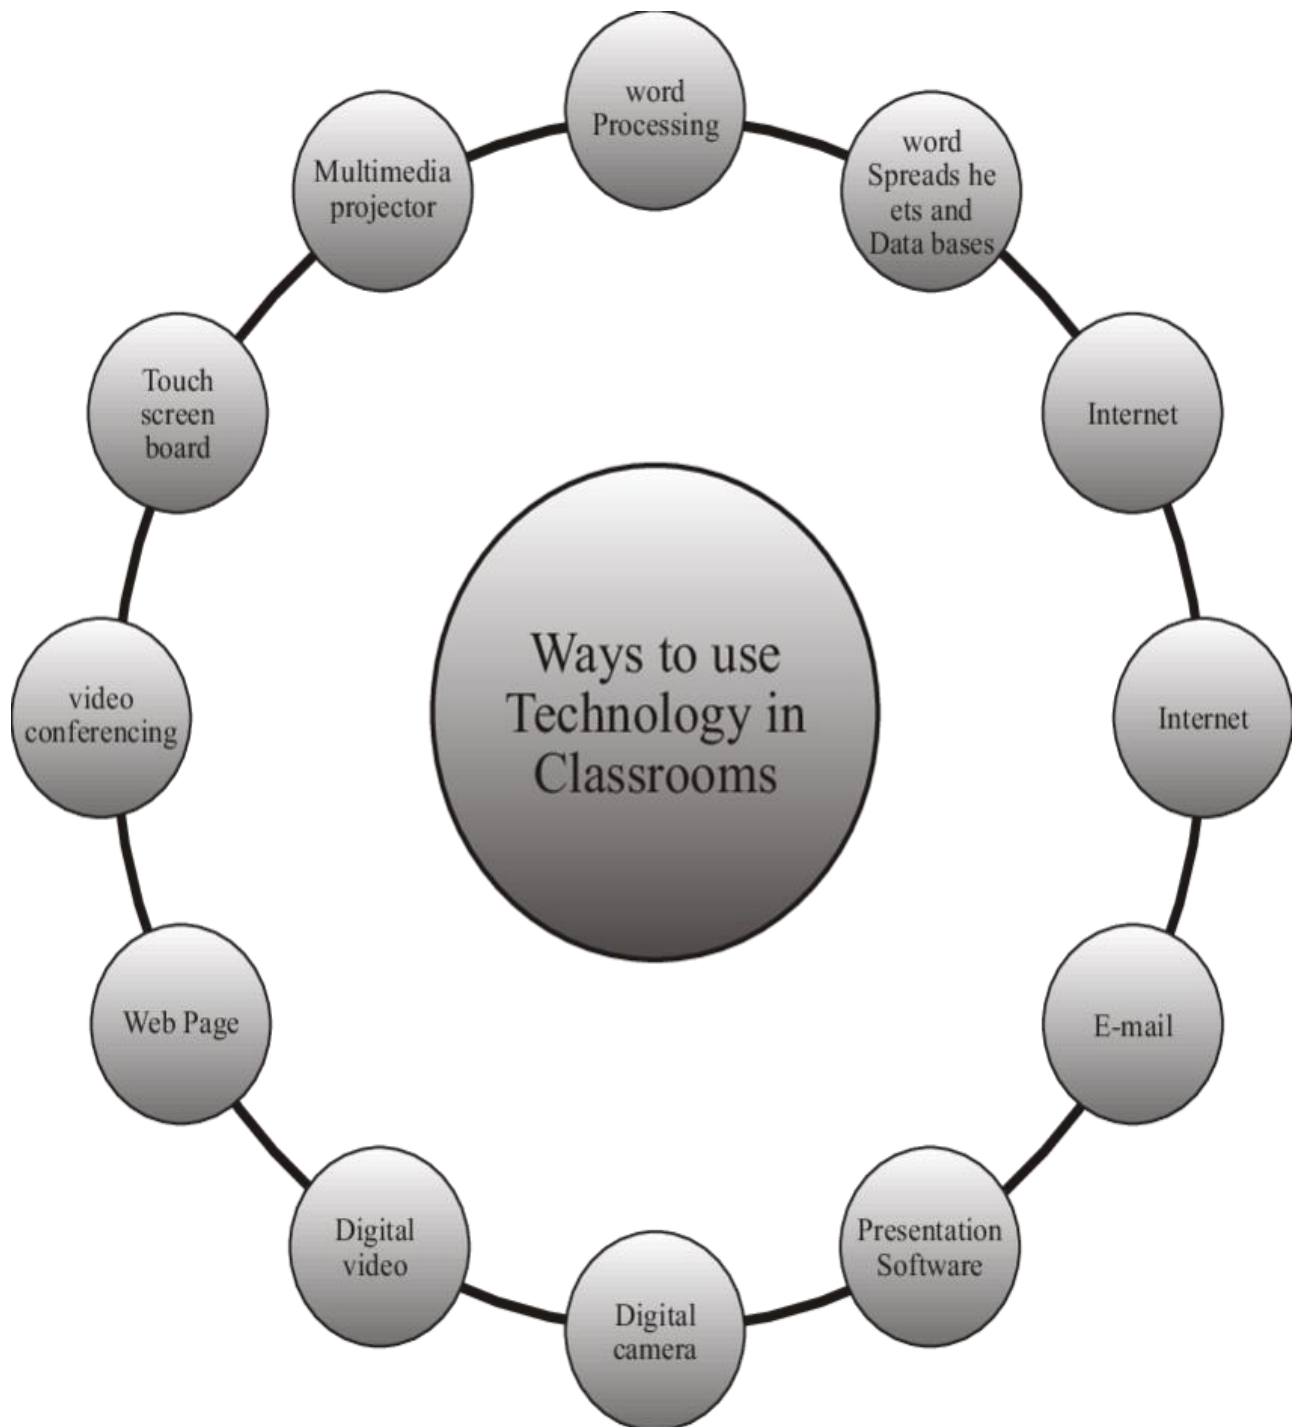 word
Processing
word
Spreads he
ets and
Data bases
Internet
Internet
E-mail
Presentation
Software
Digital
camera
Digital
video
Web Page
video
conferencing
Touch
screen
board
Multimedia
projector
Ways to use
Technology in
Classrooms